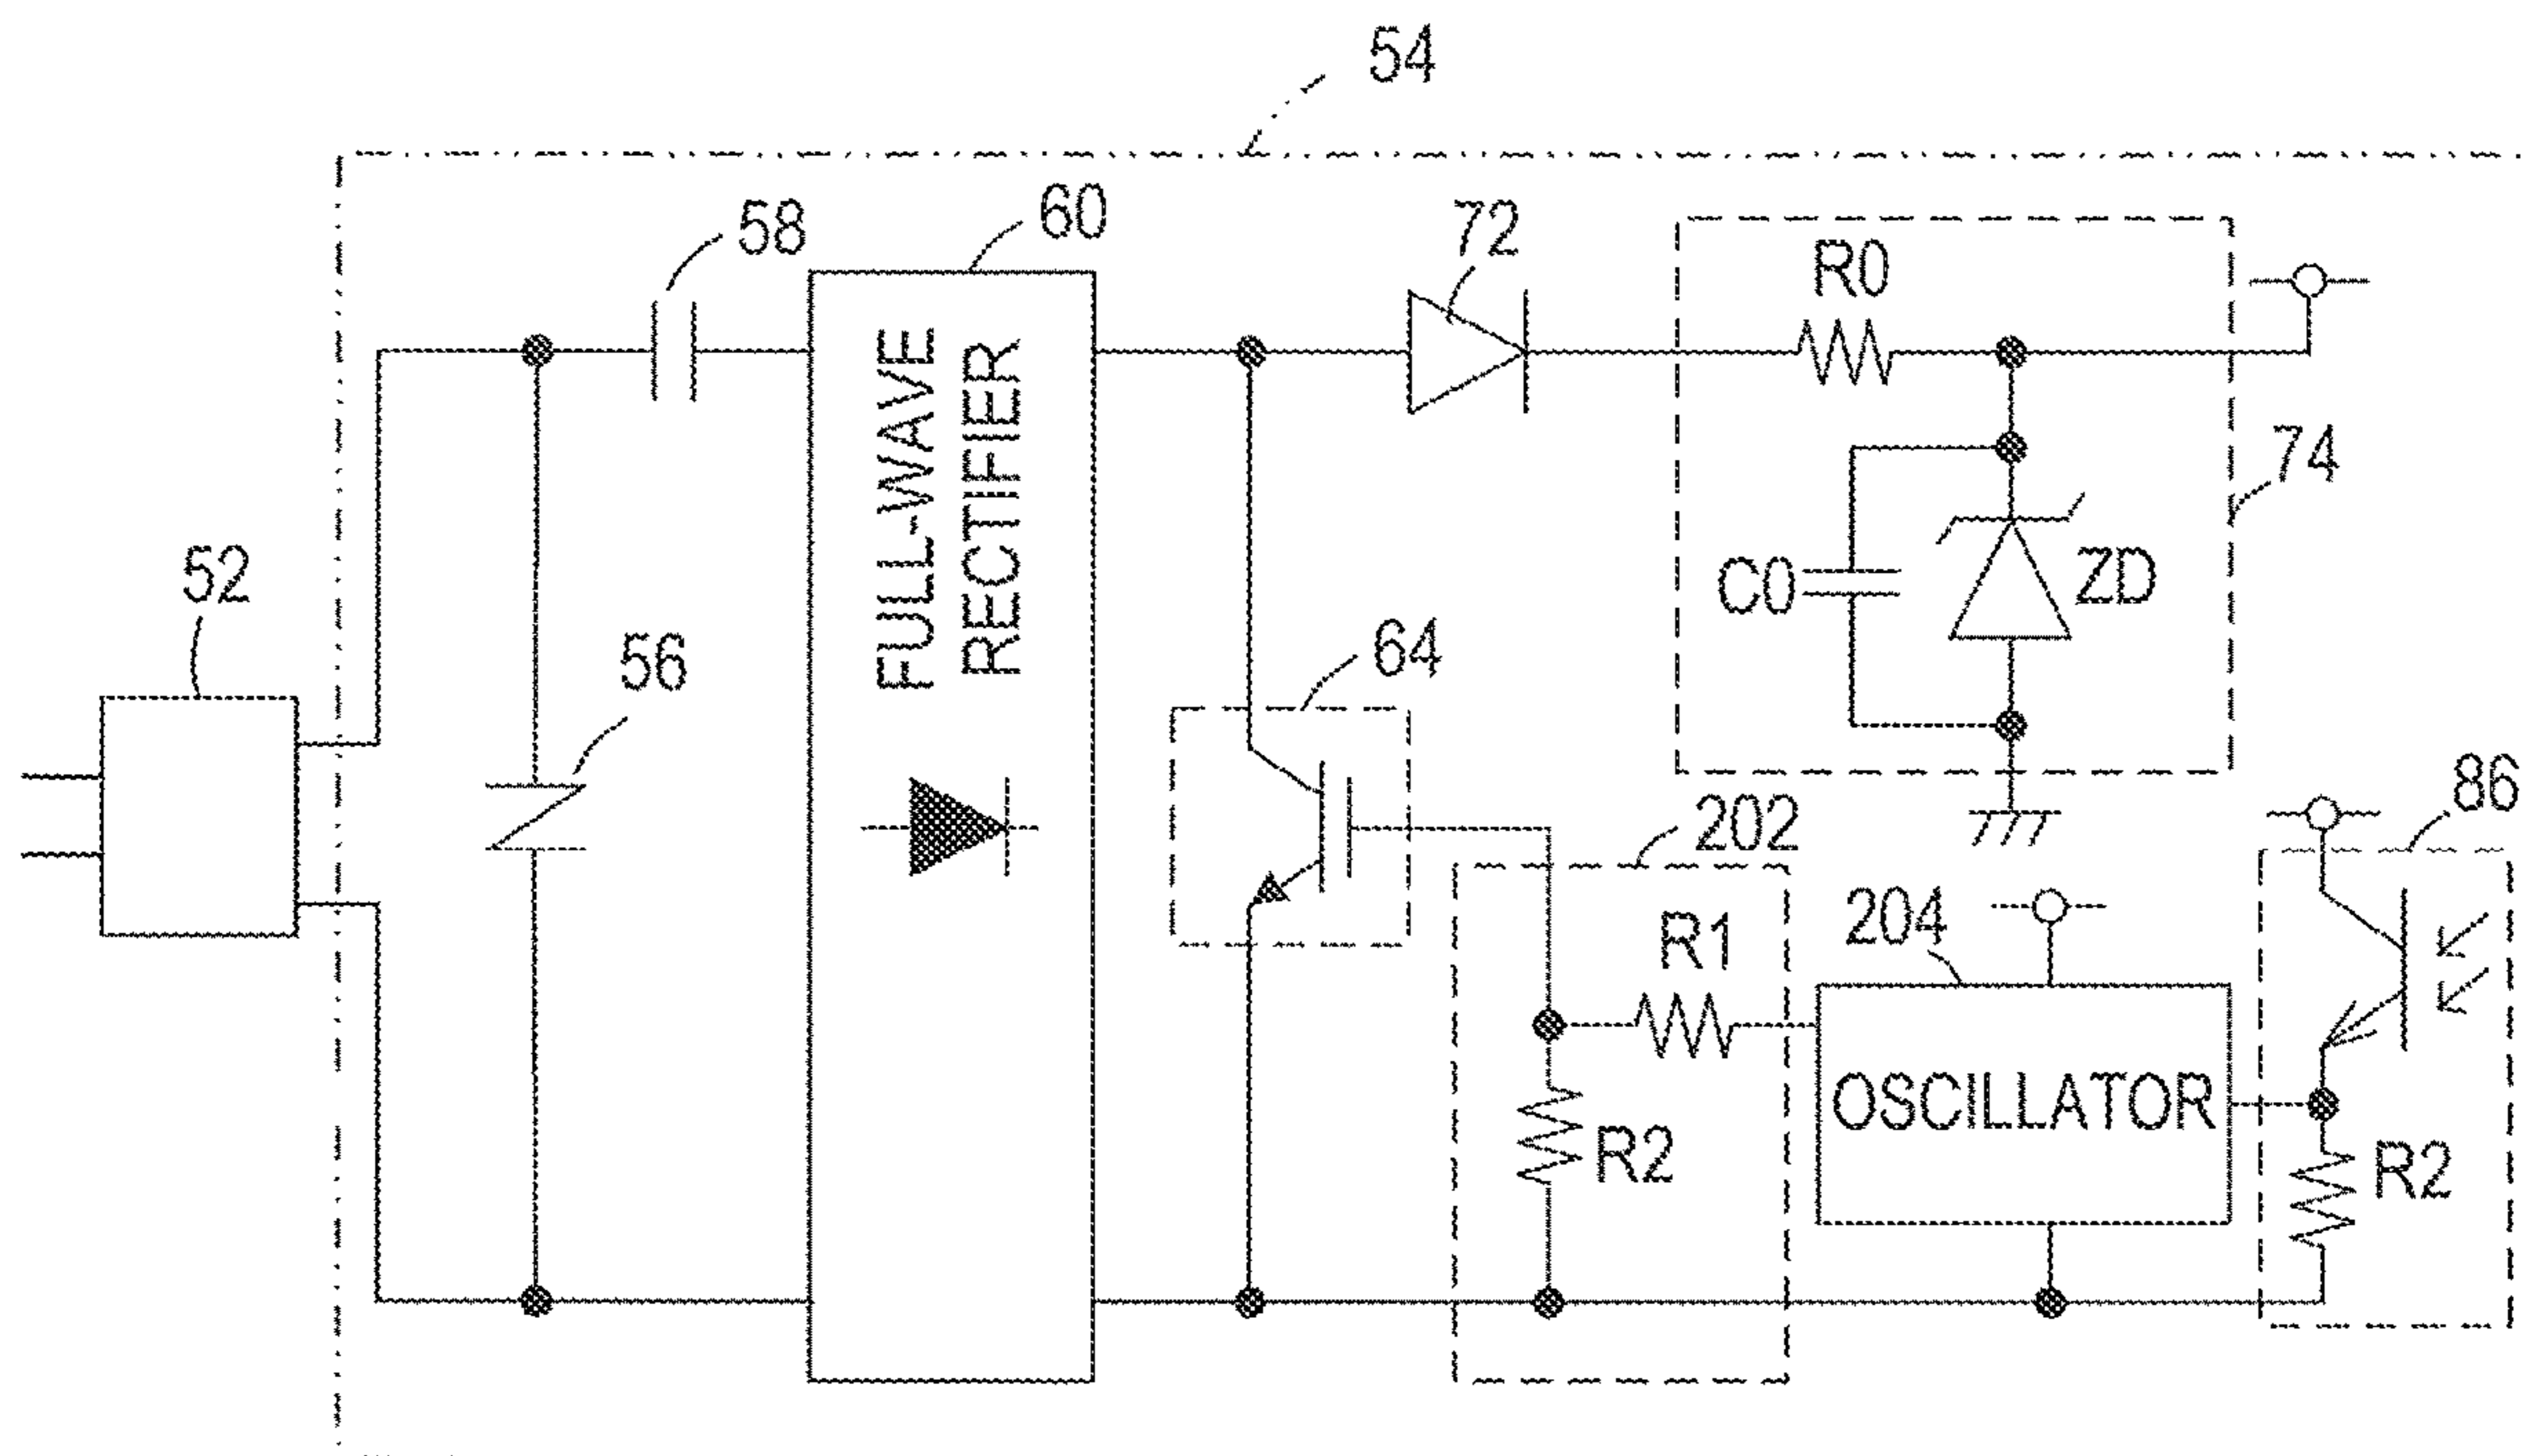 54
58
60
72
R0
FULL-WAVE
RECTIFIER
74
52
56
64
C0
ZD
202
86
204
R1
OSCILLATOR
R2
R2